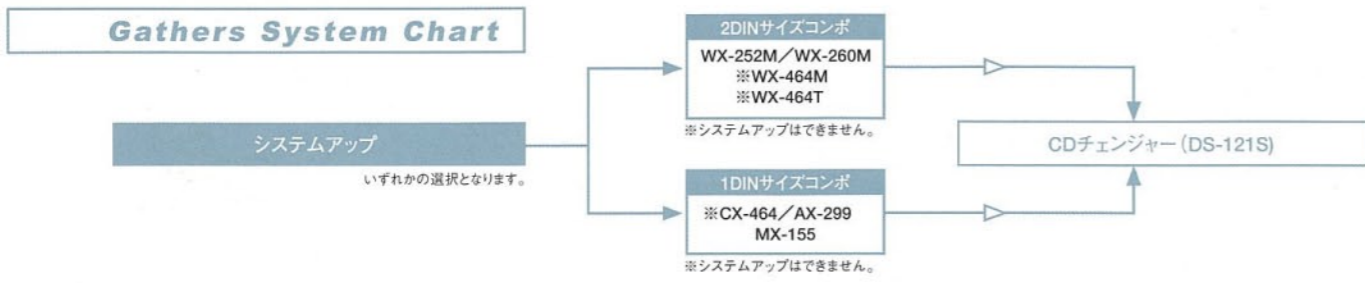 Gathers System Chart
システムアップ
いずれかの選択となります。
2DINサイズコンポ
WX-252M／WX-260M
※WX-464M
※WX-464T
※システムアップはできません。
1DINサイズコンポ
※CX-464／AX-299
MX-155
※システムアップはできません。
CDチェンジャー（DS-121S）